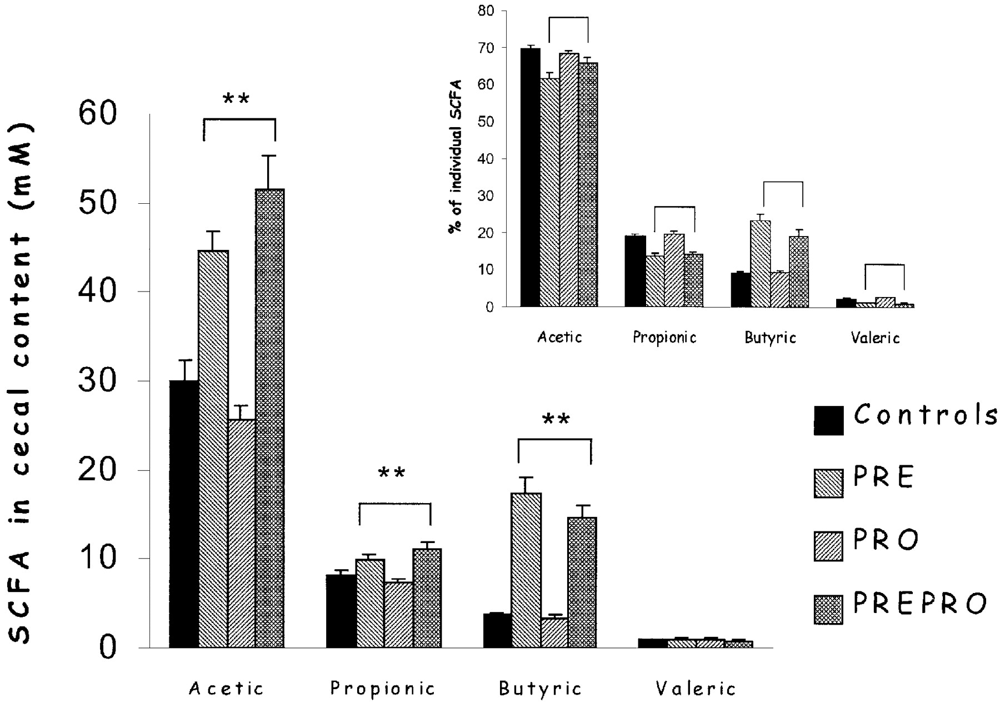 SCFA in cecal content (mM)
60
50
40
30
20
10
0
**
**
**
Acetic Propionic Butyric Valeric
% of individual SCFA
80
70
60
50
40
30
20
10
0
Acetic Propionic Butyric Valeric
Controls
PRE
PRO
PREPRO